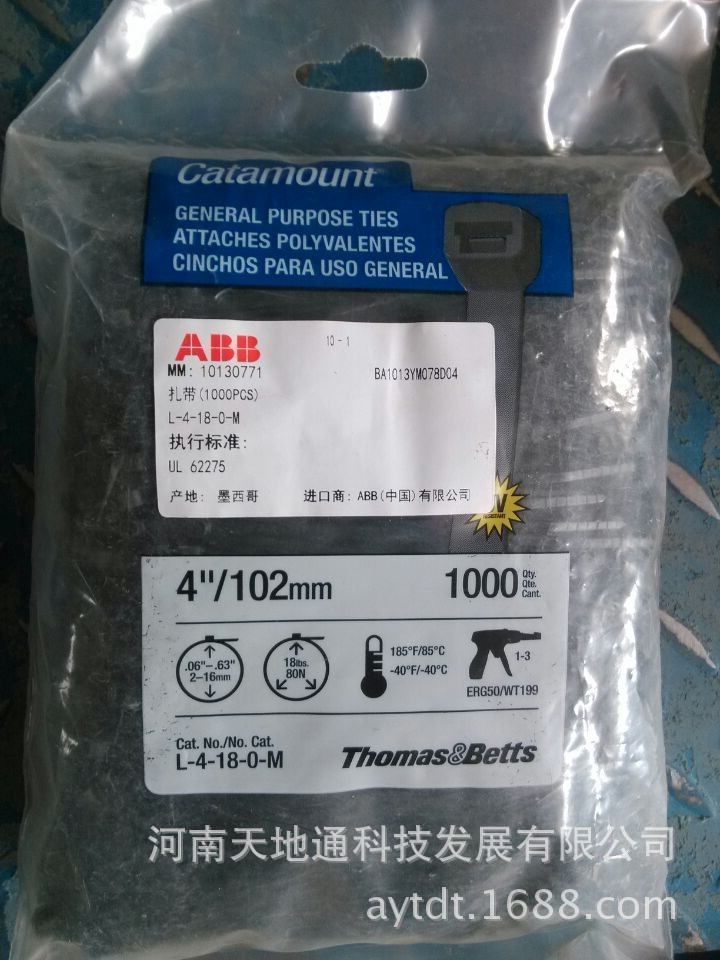 Catamount
GENERAL PURPOSE TIES
ATTACHES POLYVALENTES
CINCHOS PARA USO GENERAL
ABB
10-1
MM: 10130771
BA1013YM078D04
扎带(1000PCS)
L-4-18-0-M
执行标准:
UL 62275
产地: 墨西哥
进口商: ABB(中国)有限公司
4"/102mm
1000 Qty.
Qte.
Cant.
.06"-.63"
2-16mm
18lbs.
80N
185°F/85°C
-40°F/-40°C
1-3
ERG50/WT199
Cat. No./No. Cat.
L-4-18-0-M
Thomas&Betts
河南天地通科技发展有限公司
aytdt.1688.com